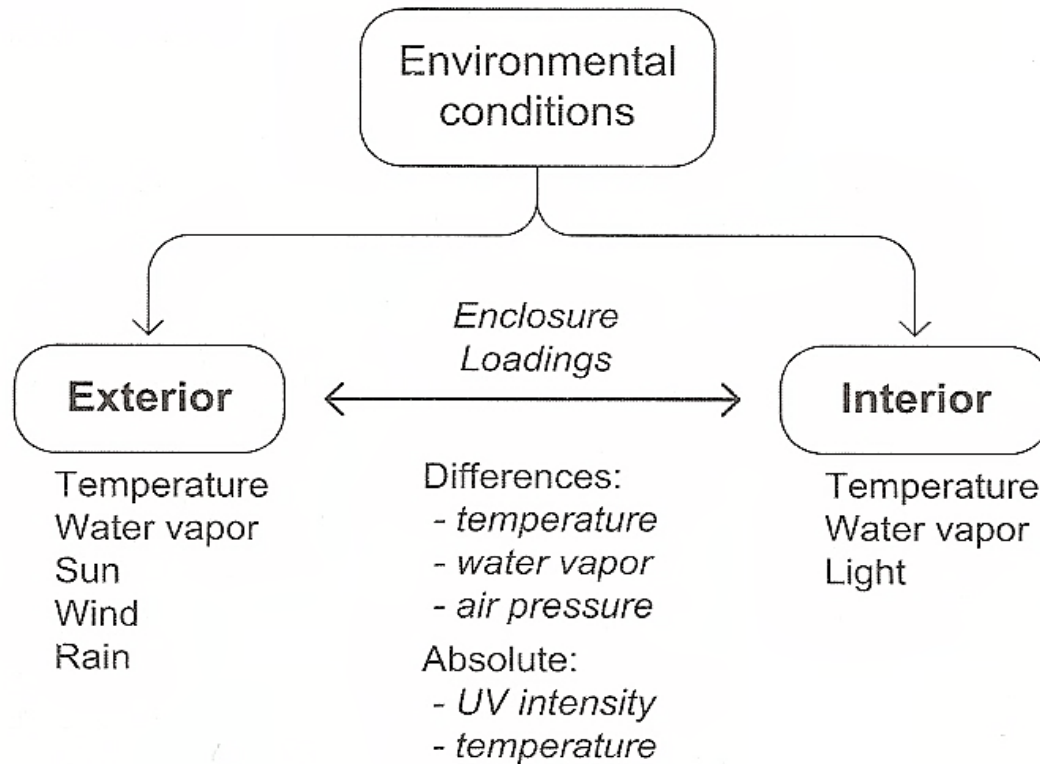 Environmental
conditions
Enclosure
Loadings
Exterior
Interior
Temperature
Water vapor
Sun
Wind
Rain
Differences:
- temperature
- water vapor
- air pressure
Absolute:
- UV intensity
- temperature
Temperature
Water vapor
Light